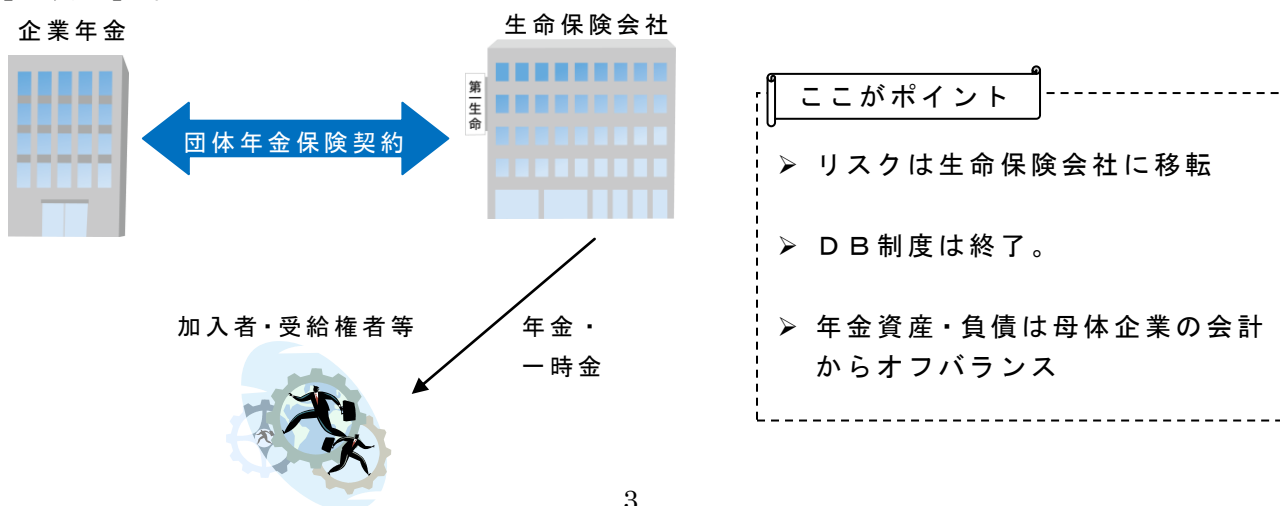 企業年金
生命保険会社
第一生命
団体年金保険契約
加入者・受給権者等
年金・
一時金
ここがポイント
➢ リスクは生命保険会社に移転
➢ ＤＢ制度は終了。
➢ 年金資産・負債は母体企業の会計
からオフバランス
3